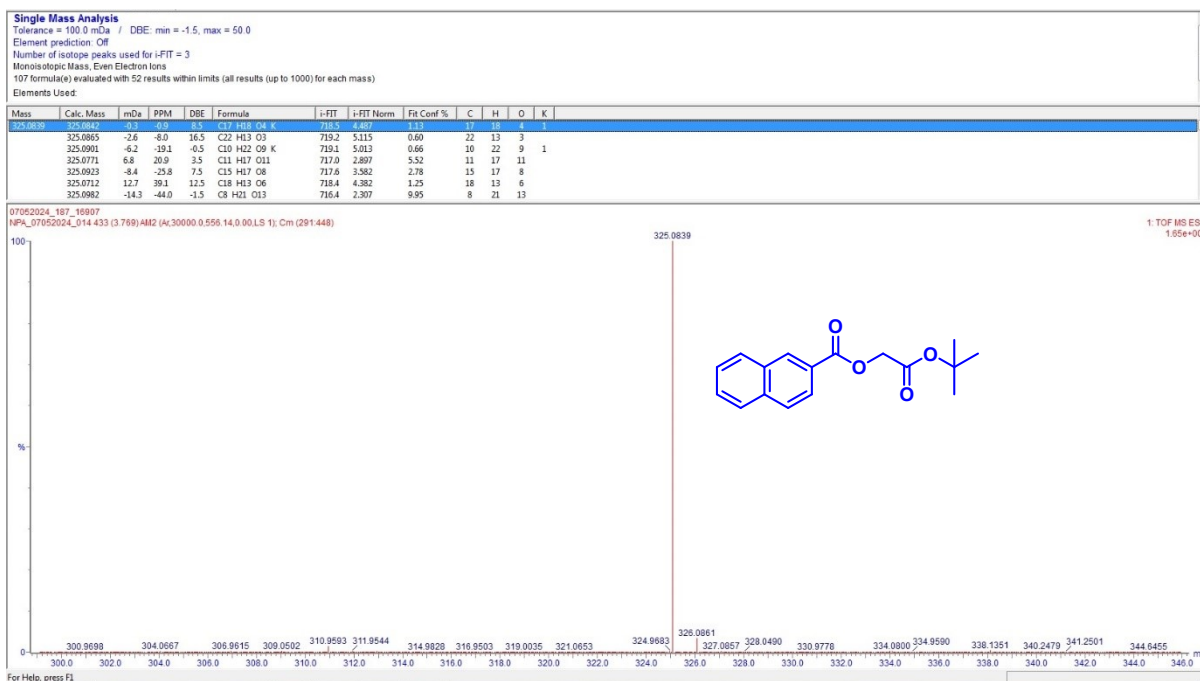 Single Mass Analysis
Tolerance = 100.0 mDa / DBE: min = -1.5, max = 50.0
Element prediction: Off
Number of isotope peaks used for i-FIT = 3
Monoisotopic Mass, Even Electron Ions
107 formula(e) evaluated with 52 results within limits (all results (up to 1000) for each mass)
Elements Used:
Mass Calc. Mass mDa PPM DBE Formula i-FIT i-FIT Norm Fit Conf % C H O K
325.0839 325.0842 -0.3 -0.9 8.5 C17 H18 O4 K 718.5 4.487 1.13 17 18 4 1
325.0865 -2.6 -8.0 16.5 C22 H13 O3 719.2 5.115 0.60 22 13 3
325.0901 -6.2 -19.1 -0.5 C10 H22 O9 K 719.1 5.013 0.66 10 22 9 1
325.0771 6.8 20.9 3.5 C11 H17 O11 717.0 2.897 5.52 11 17 11
325.0923 -8.4 -25.8 7.5 C15 H17 O8 717.6 3.582 2.78 15 17 8
325.0712 12.7 39.1 12.5 C18 H13 O6 718.4 4.382 1.25 18 13 6
325.0982 -14.3 -44.0 -1.5 C8 H21 O13 716.4 2.307 9.95 8 21 13
07052024_187_16907
NPA_07052024_014 433 (3.769) AM2 (Ar,30000.0,556.14,0.00,LS 1); Cm (291:448)
1: TOF MS ES
1.65e+00
100
325.0839
O
O
O
O
%
0
300.9698 304.0667 306.9615 309.0502 310.9593 311.9544 314.9828 316.9503 319.0035 321.0653 324.9683 326.0861 327.0857 328.0490 330.9778 334.0800 334.9590 338.1351 340.2479 341.2501 344.6455
300.0 302.0 304.0 306.0 308.0 310.0 312.0 314.0 316.0 318.0 320.0 322.0 324.0 326.0 328.0 330.0 332.0 334.0 336.0 338.0 340.0 342.0 344.0 346.0 m
For Help, press F1